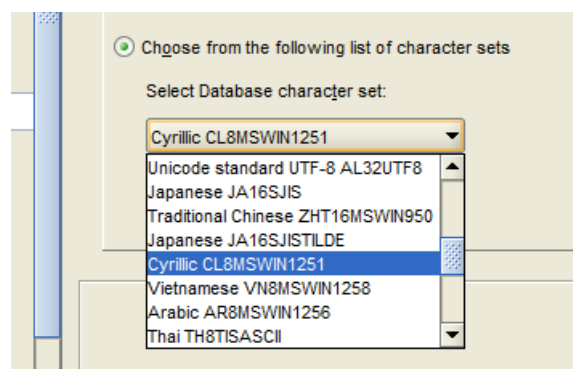 Choose from the following list of character sets
Select Database character set:
Cyrillic CL8MSWIN1251
Unicode standard UTF-8 AL32UTF8
Japanese JA16SJIS
Traditional Chinese ZHT16MSWIN950
Japanese JA16SJISTILDE
Cyrillic CL8MSWIN1251
Vietnamese VN8MSWIN1258
Arabic AR8MSWIN1256
Thai TH8TISASCII